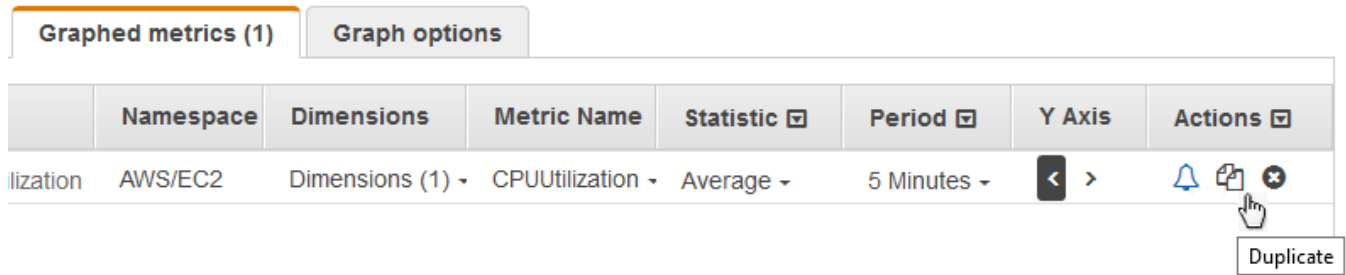 Graphed metrics (1) Graph options
Namespace Dimensions Metric Name Statistic Period Y Axis Actions
ilization AWS/EC2 Dimensions (1) CPUUtilization Average 5 Minutes < >
Duplicate